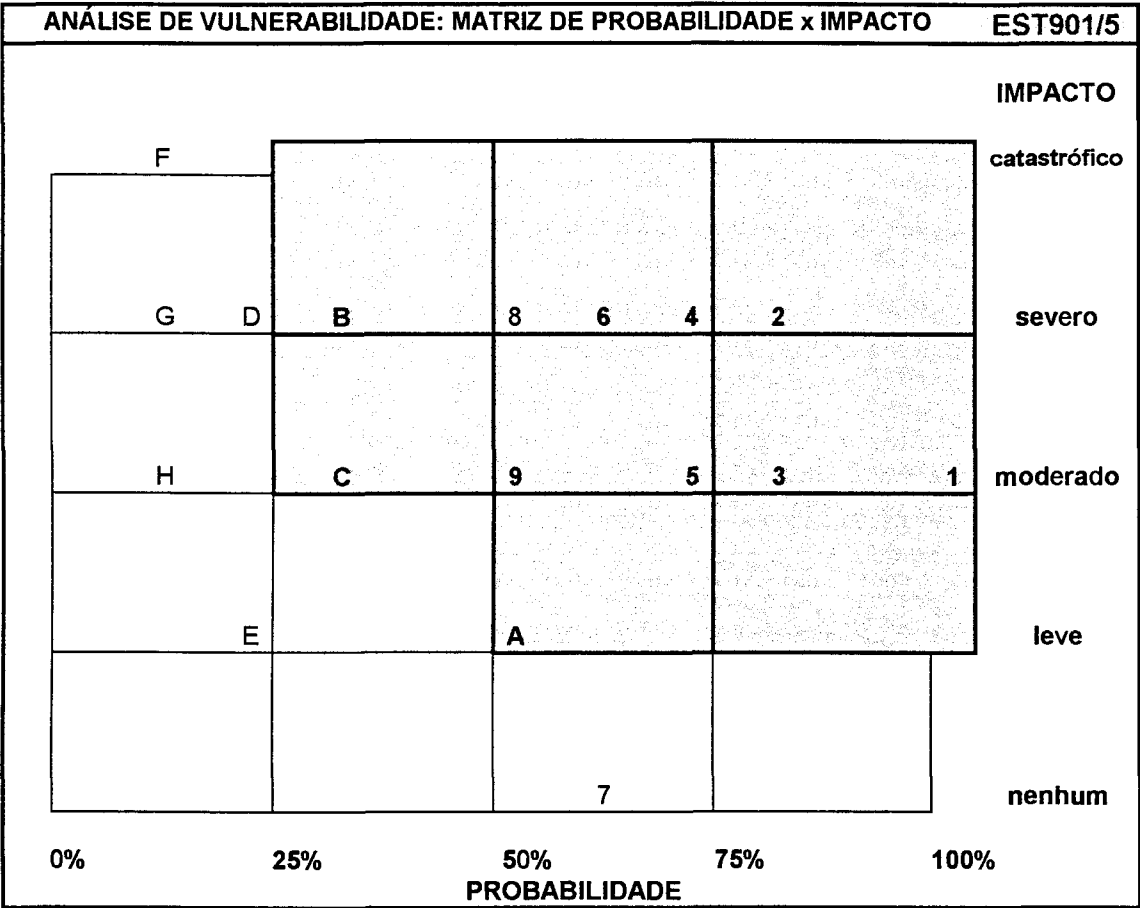 ANÁLISE DE VULNERABILIDADE: MATRIZ DE PROBABILIDADE x IMPACTO EST901/5
IMPACTO
F catastrófico
G D B 8 6 4 2 severo
H C 9 5 3 1 moderado
E A leve
7 nenhum
0% 25% 50% 75% 100%
PROBABILIDADE